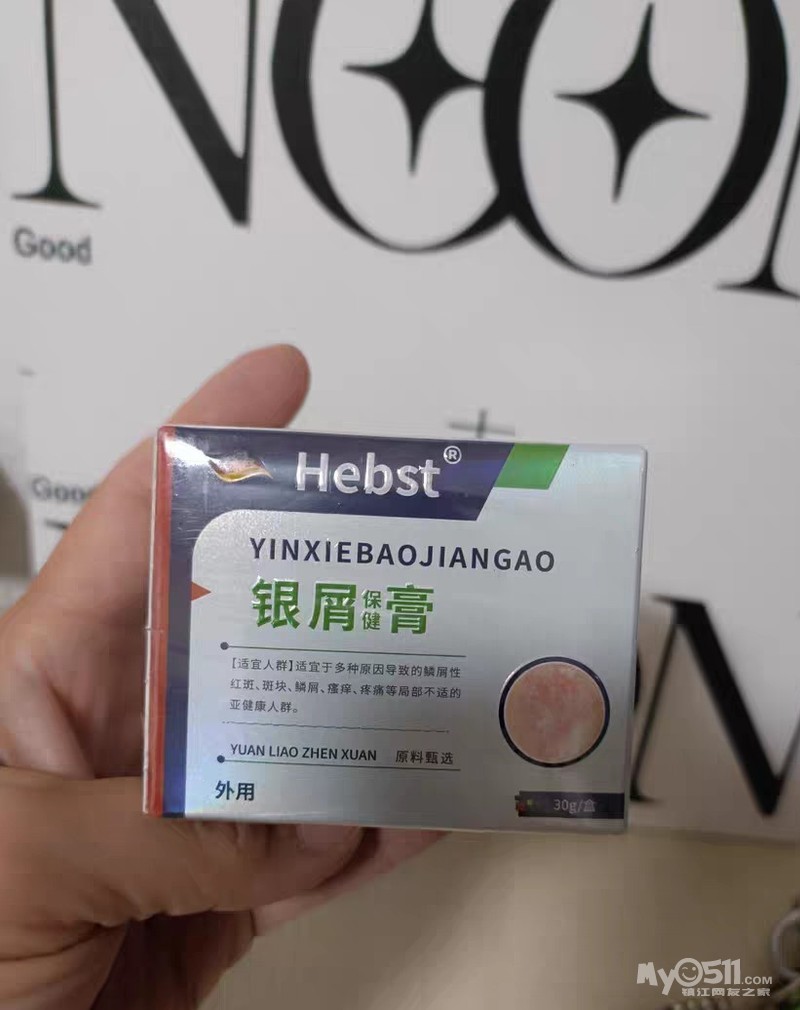 Good
Good
Hebst®
YINXIEBAOJIANGAO
银屑保健膏
【适宜人群】适宜于多种原因导致的鳞屑性
红斑、斑块、鳞屑、瘙痒、疼痛等局部不适的
亚健康人群。
YUAN LIAO ZHEN XUAN 原料甄选
外用
30g/盒
My0511.COM
镇江网友之家